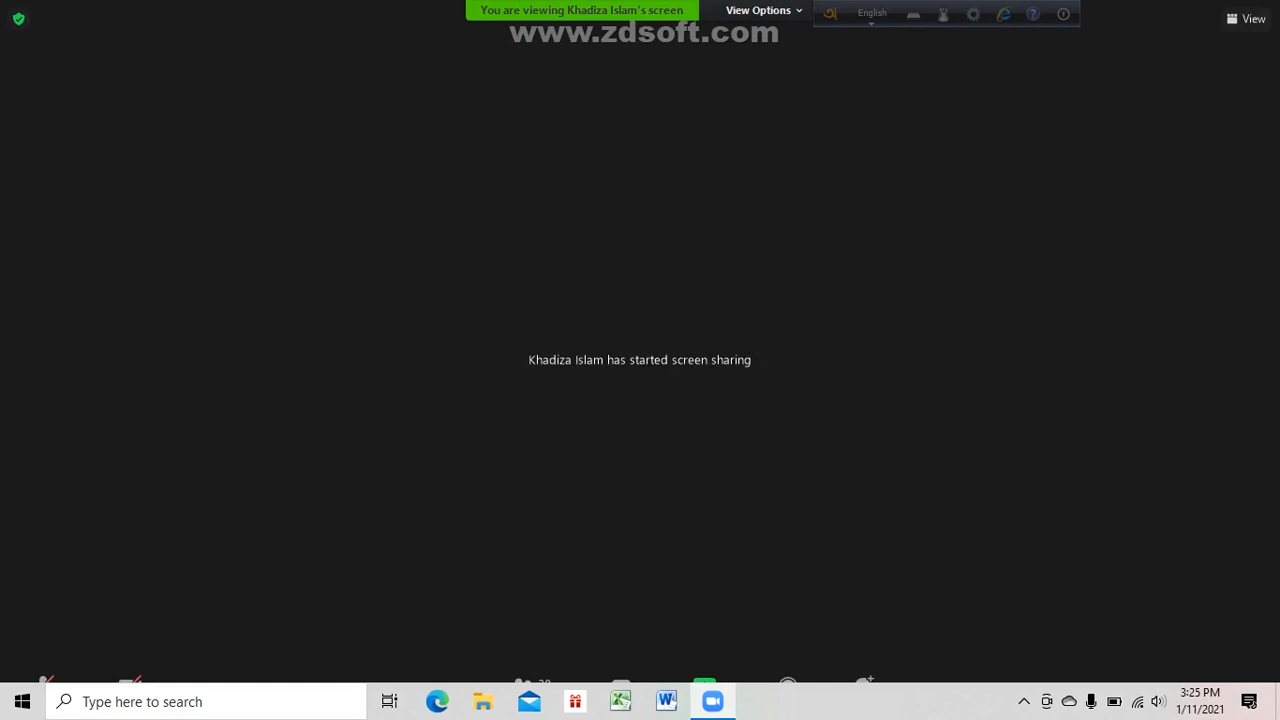 You are viewing Khadiza Islam's screen
View Options
English
View
www.zdsoft.com
Khadiza Islam has started screen sharing
Type here to search
3:25 PM
1/11/2021